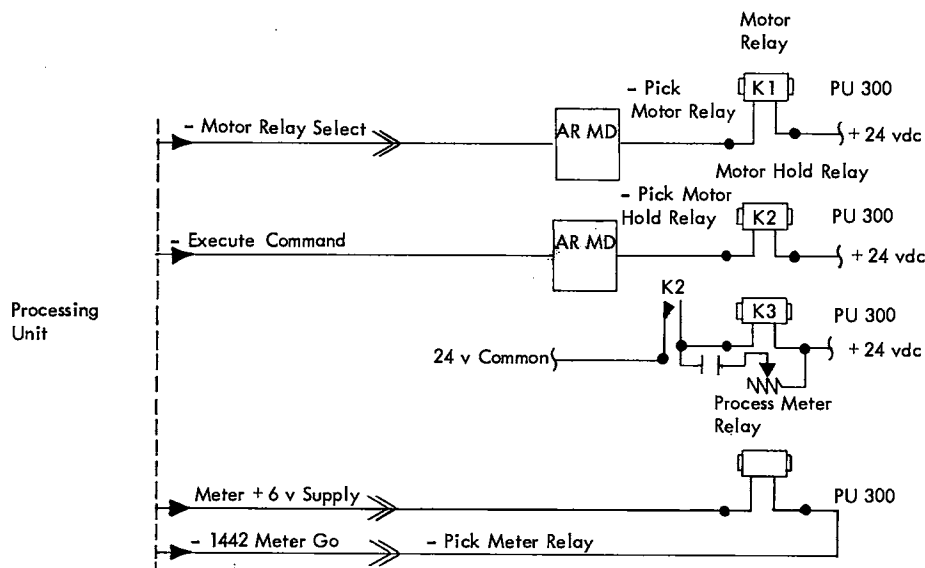 Motor
Relay
- Pick
Motor Relay
K1
PU 300
- Motor Relay Select
AR MD
+ 24 vdc
Motor Hold Relay
- Pick Motor
Hold Relay
K2
PU 300
- Execute Command
AR MD
+ 24 vdc
K2
K3
PU 300
Processing
Unit
24 v Common
+ 24 vdc
Process Meter
Relay
Meter + 6 v Supply
PU 300
- 1442 Meter Go
- Pick Meter Relay